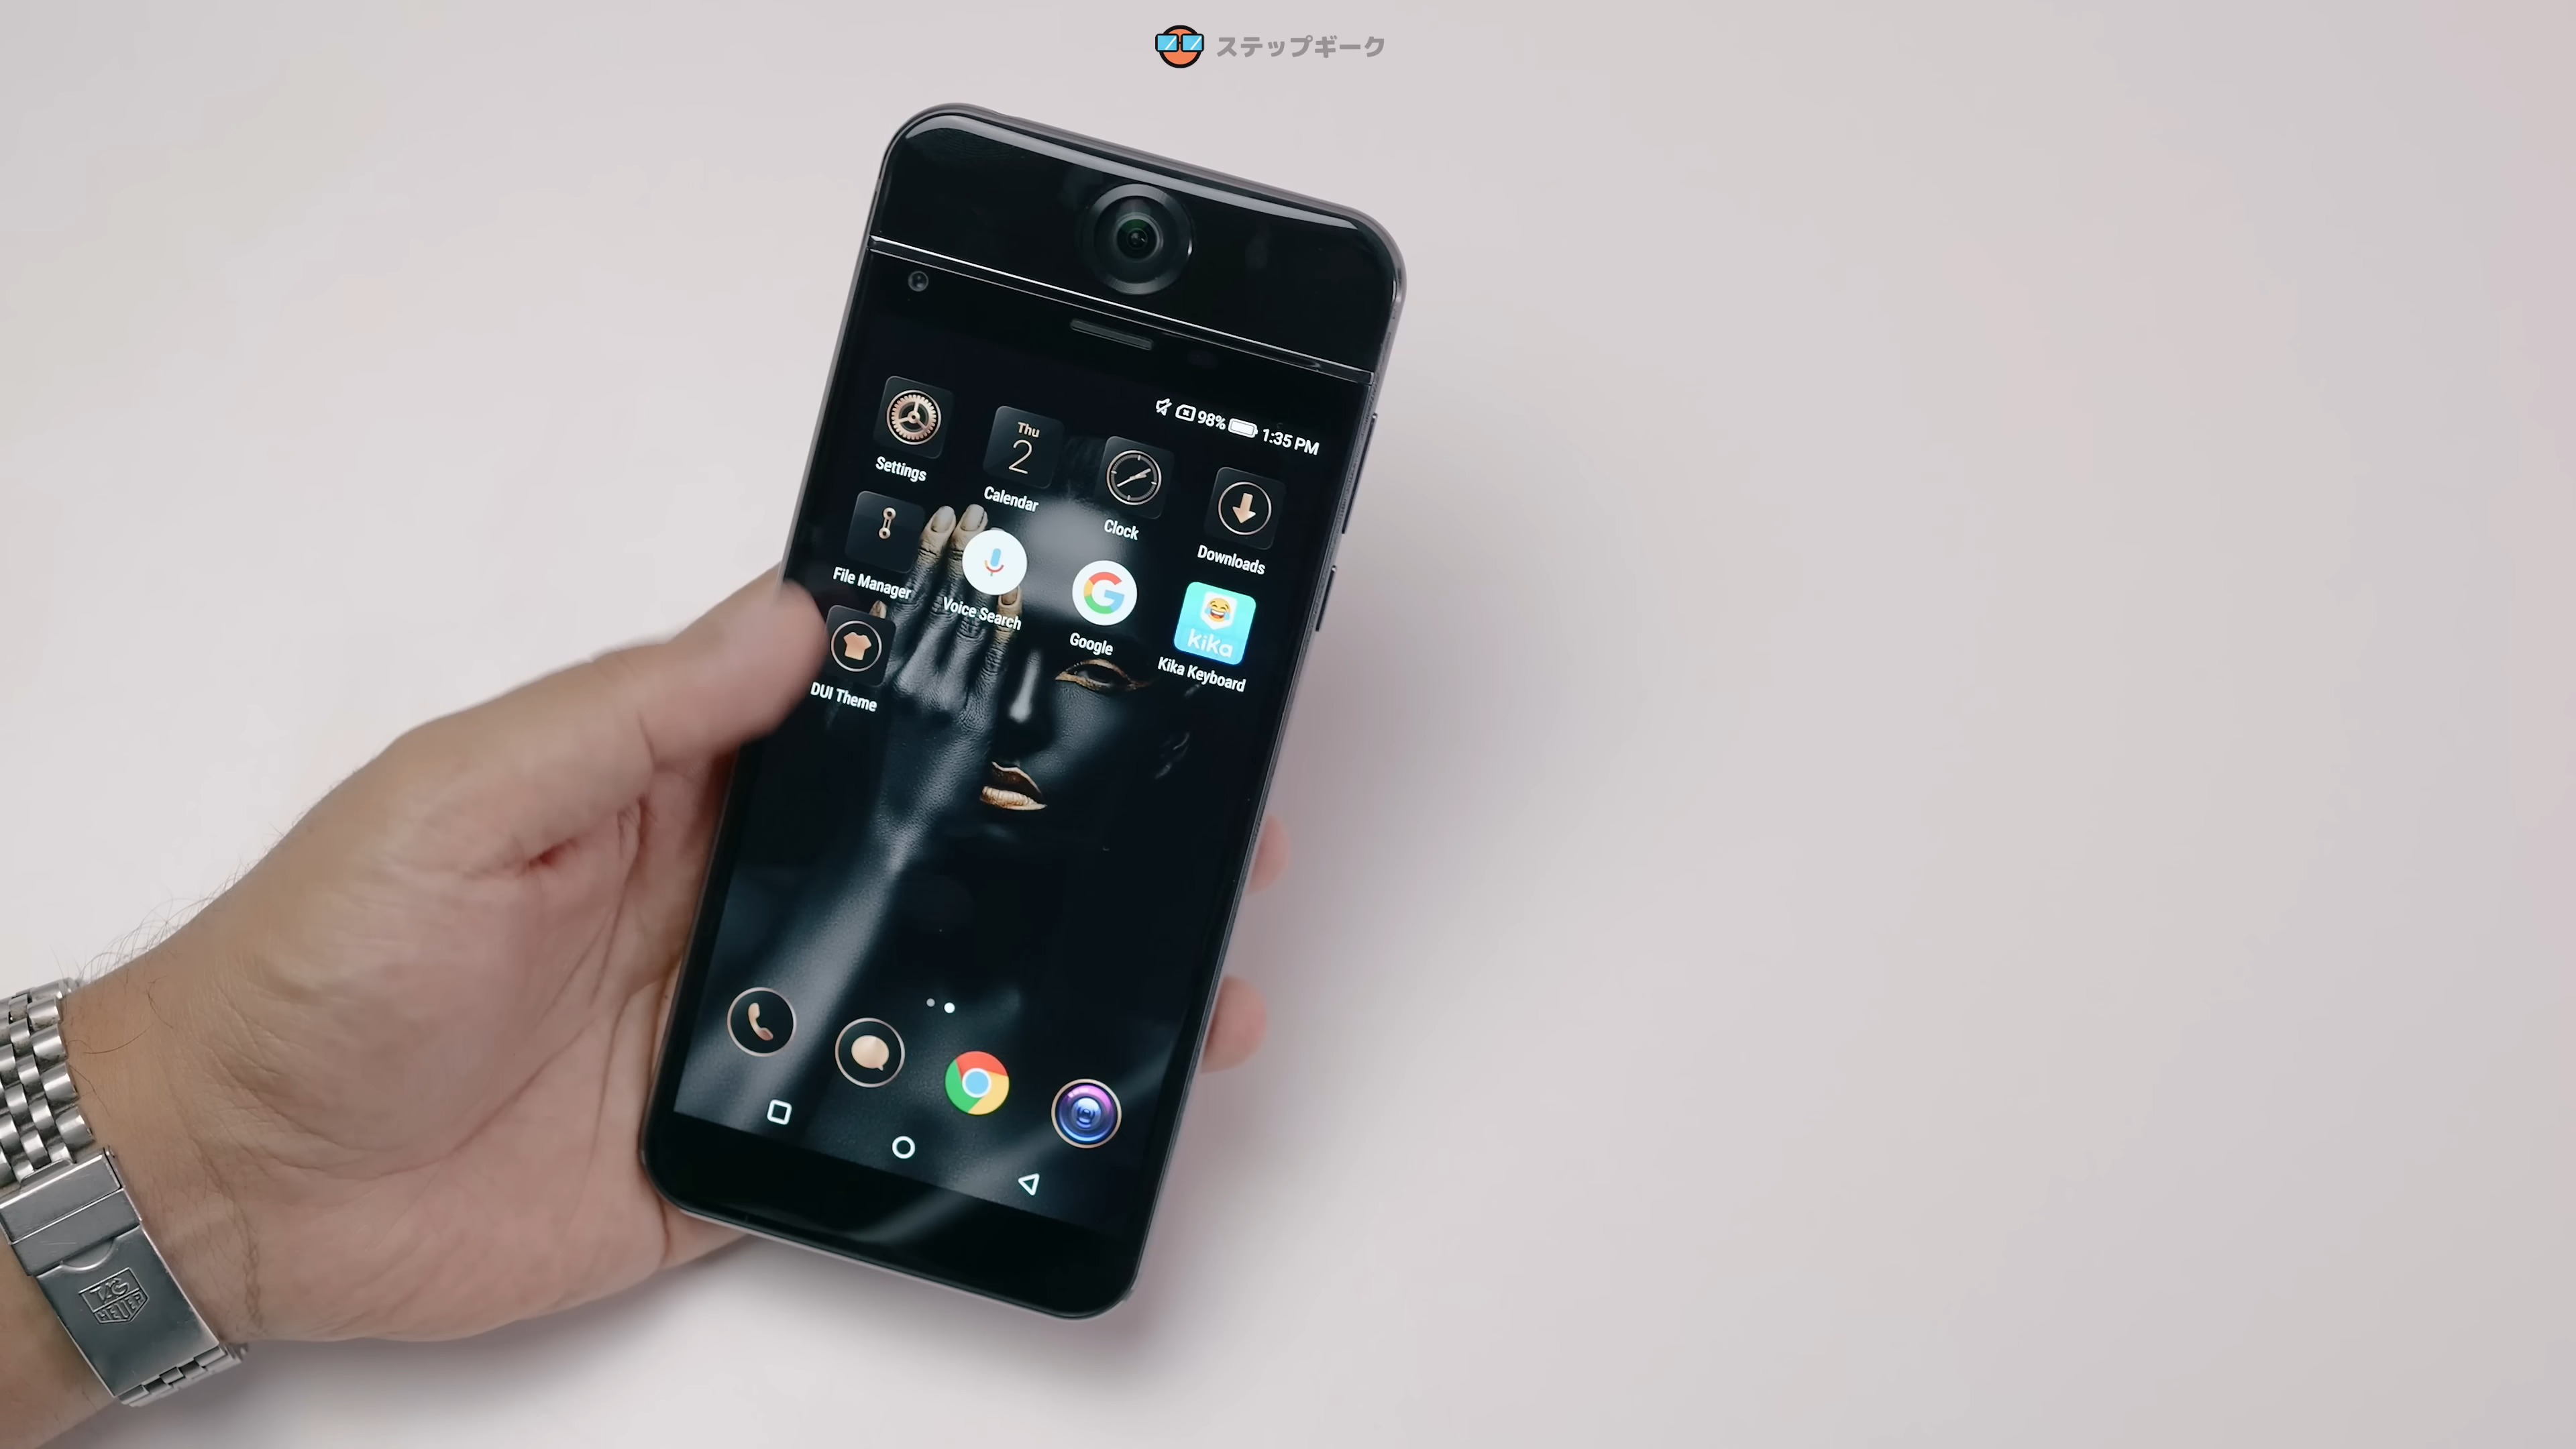 ステップギーク
98% 1:35 PM
Settings
Thu
2
Calendar
Clock
Downloads
File Manager
Voice Search
G
Google
kika
Kika Keyboard
DUI Theme
TAG
HEUER